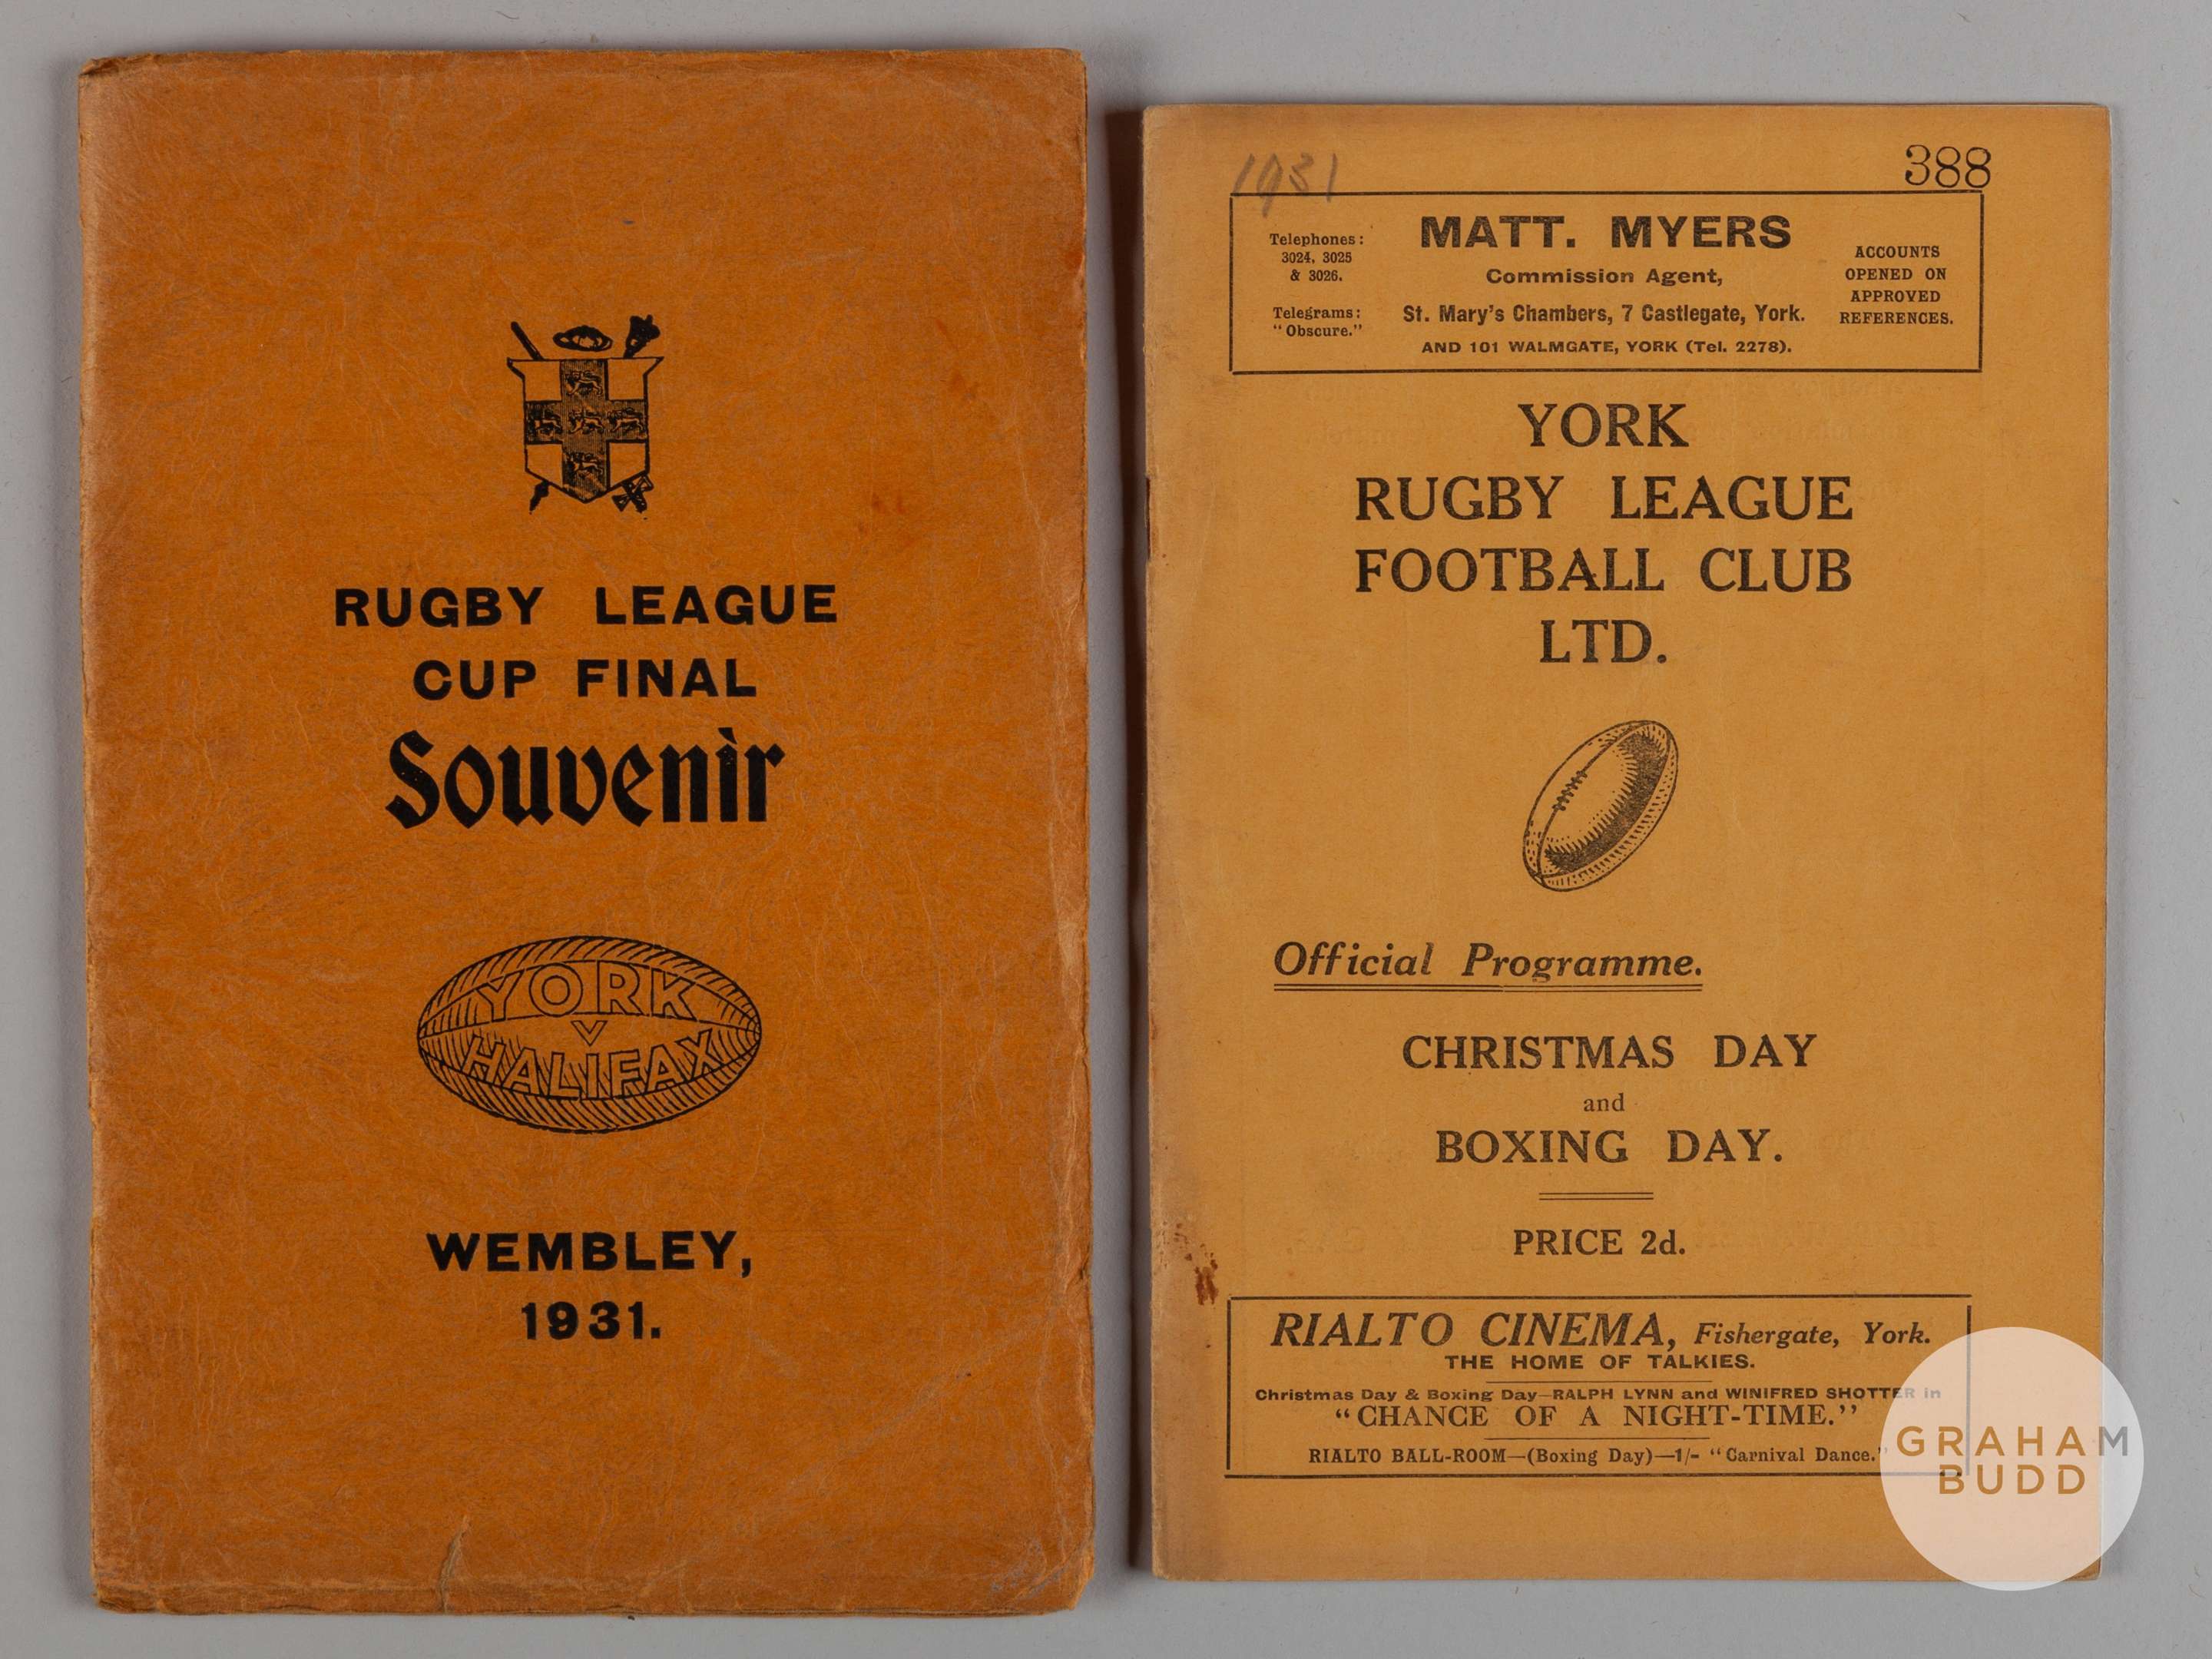 RUGBY LEAGUE
CUP FINAL
Souvenir
YORK
V
HALIFAX
WEMBLEY,
1931.
1931
388
Telephones:
3024, 3025
& 3026.
Telegrams:
"Obscure."
MATT. MYERS
Commission Agent,
St. Mary's Chambers, 7 Castlegate, York.
AND 101 WALMGATE, YORK (Tel. 2278).
ACCOUNTS
OPENED ON
APPROVED
REFERENCES.
YORK
RUGBY LEAGUE
FOOTBALL CLUB
LTD.
Official Programme.
CHRISTMAS DAY
and
BOXING DAY.
PRICE 2d.
RIALTO CINEMA, Fishergate, York.
THE HOME OF TALKIES.
Christmas Day & Boxing Day—RALPH LYNN and WINIFRED SHOTTER in
"CHANCE OF A NIGHT-TIME."
RIALTO BALL-ROOM—(Boxing Day)—1/- "Carnival Dance."
GRAHAM
BUDD